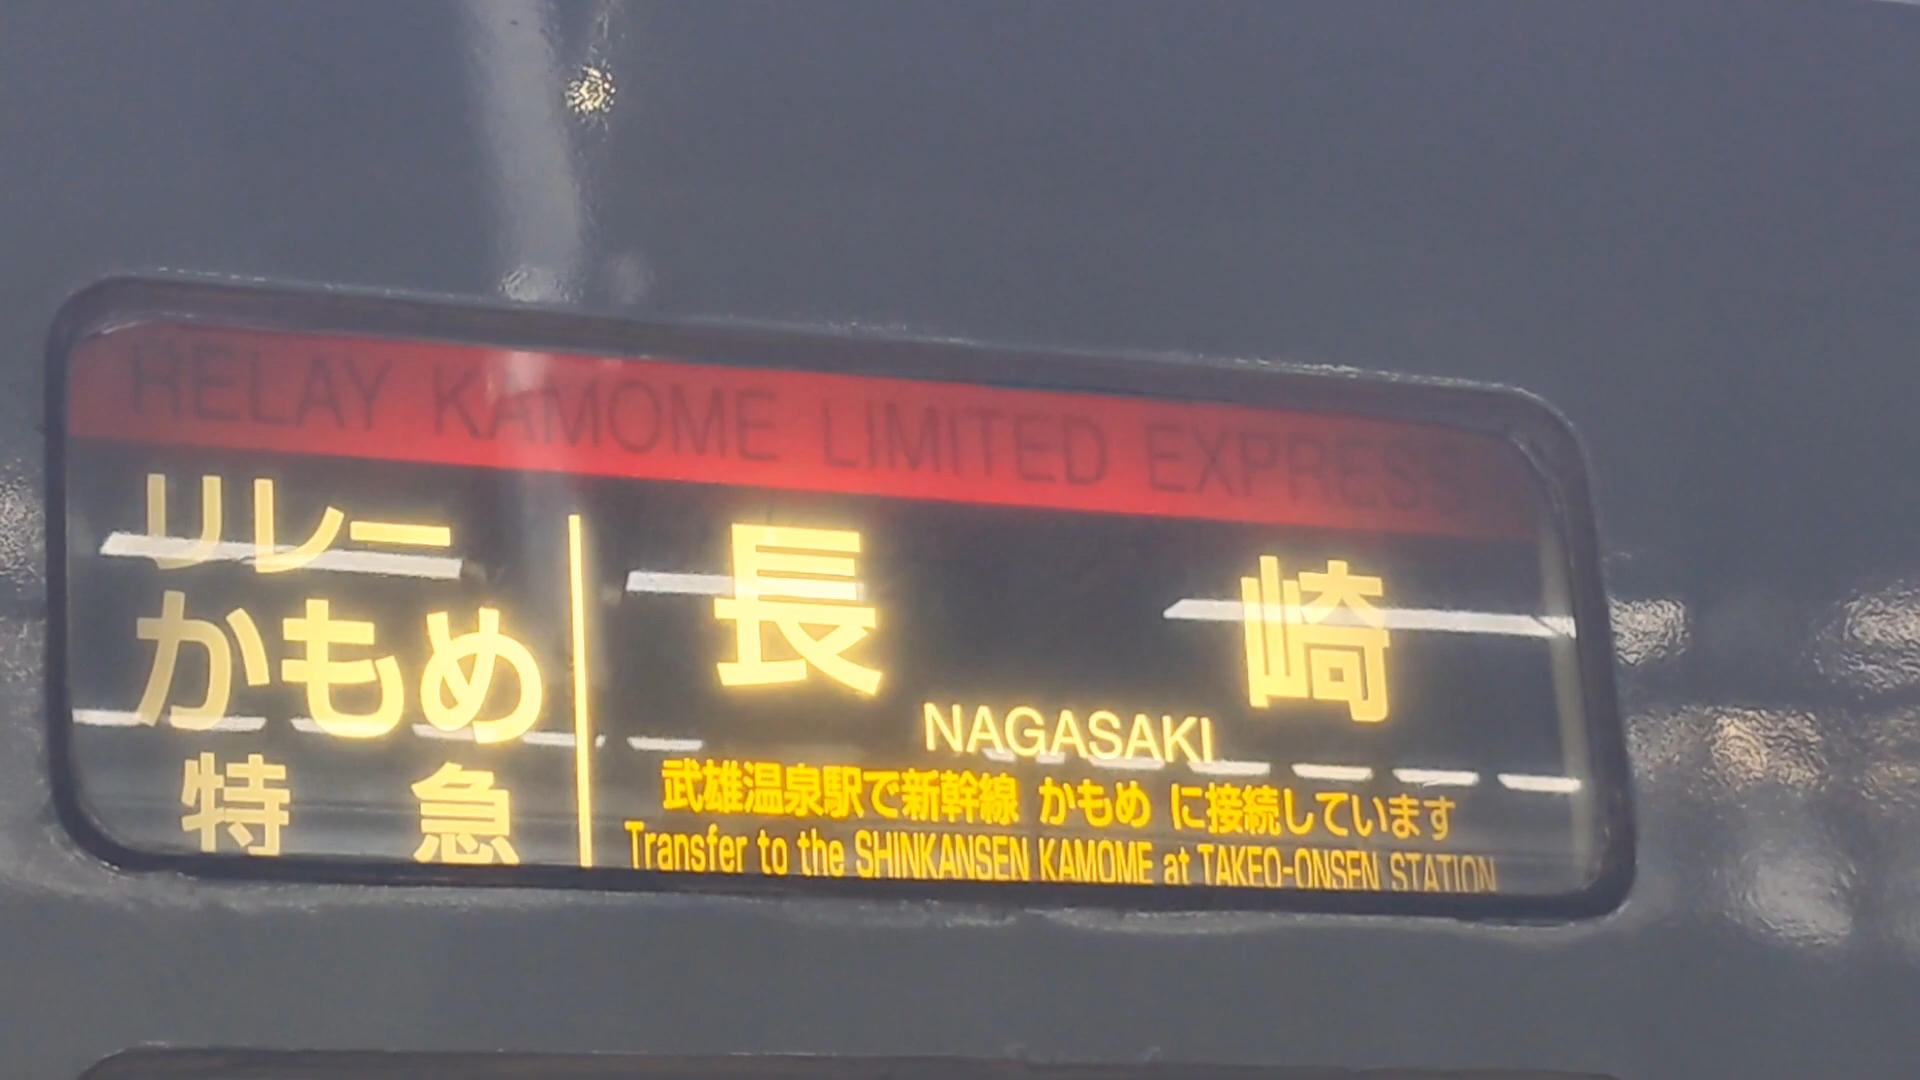 RELAY KAMOME LIMITED EXPRESS
リレー
かもめ
特急
長崎
NAGASAKI
武雄温泉駅で新幹線 かもめ に接続しています
Transfer to the SHINKANSEN KAMOME at TAKEO-ONSEN STATION